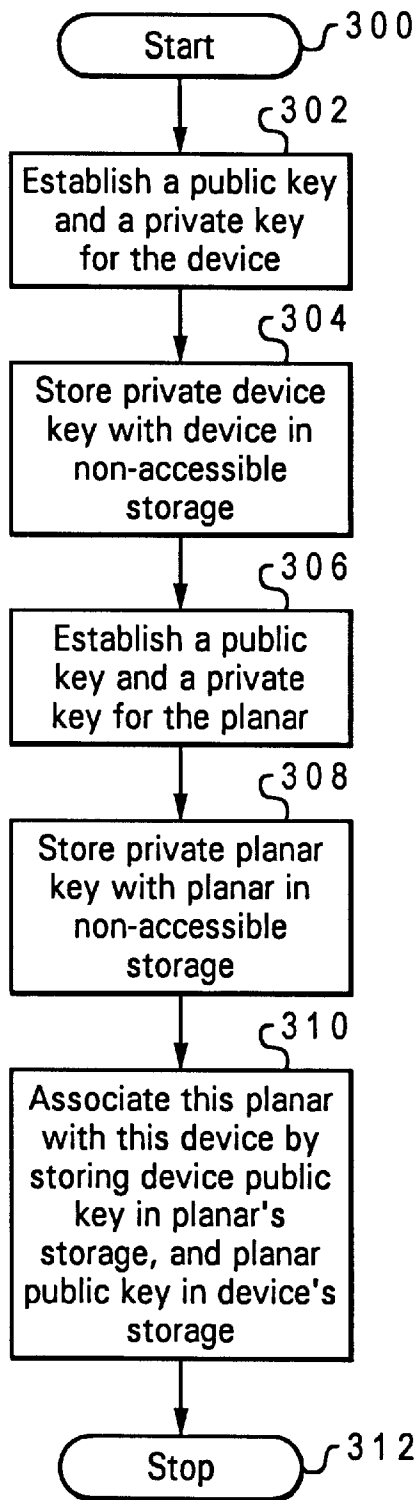 Start
300
302
Establish a public key
and a private key
for the device
304
Store private device
key with device in
non-accessible
storage
306
Establish a public
key and a private
key for the planar
308
Store private planar
key with planar in
non-accessible
storage
310
Associate this planar
with this device by
storing device public
key in planar's
storage, and planar
public key in device's
storage
Stop
312